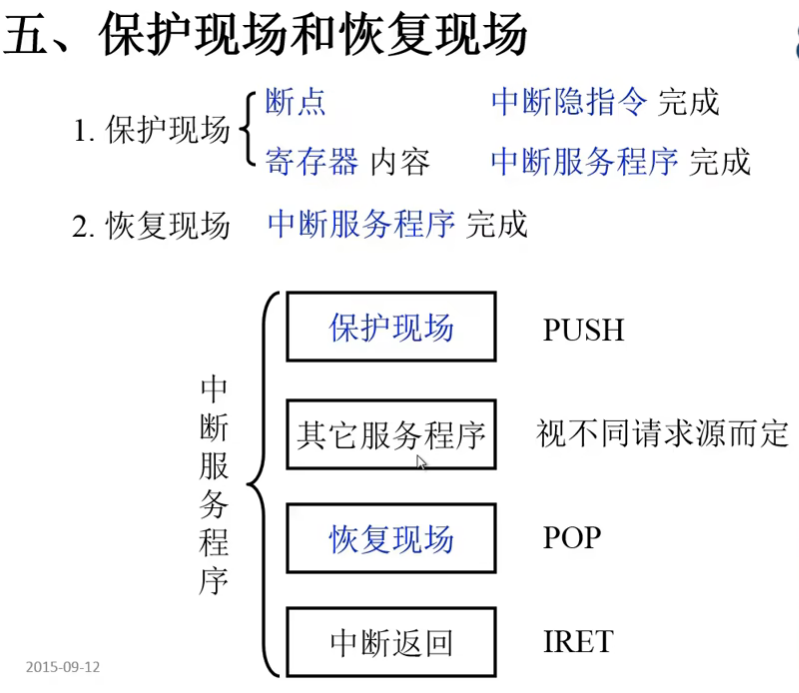 五、保护现场和恢复现场
断点 中断隐指令 完成
1. 保护现场
寄存器 内容 中断服务程序 完成
2. 恢复现场 中断服务程序 完成
中断服务程序
保护现场 PUSH
其它服务程序 视不同请求源而定
恢复现场 POP
中断返回 IRET
2015-09-12